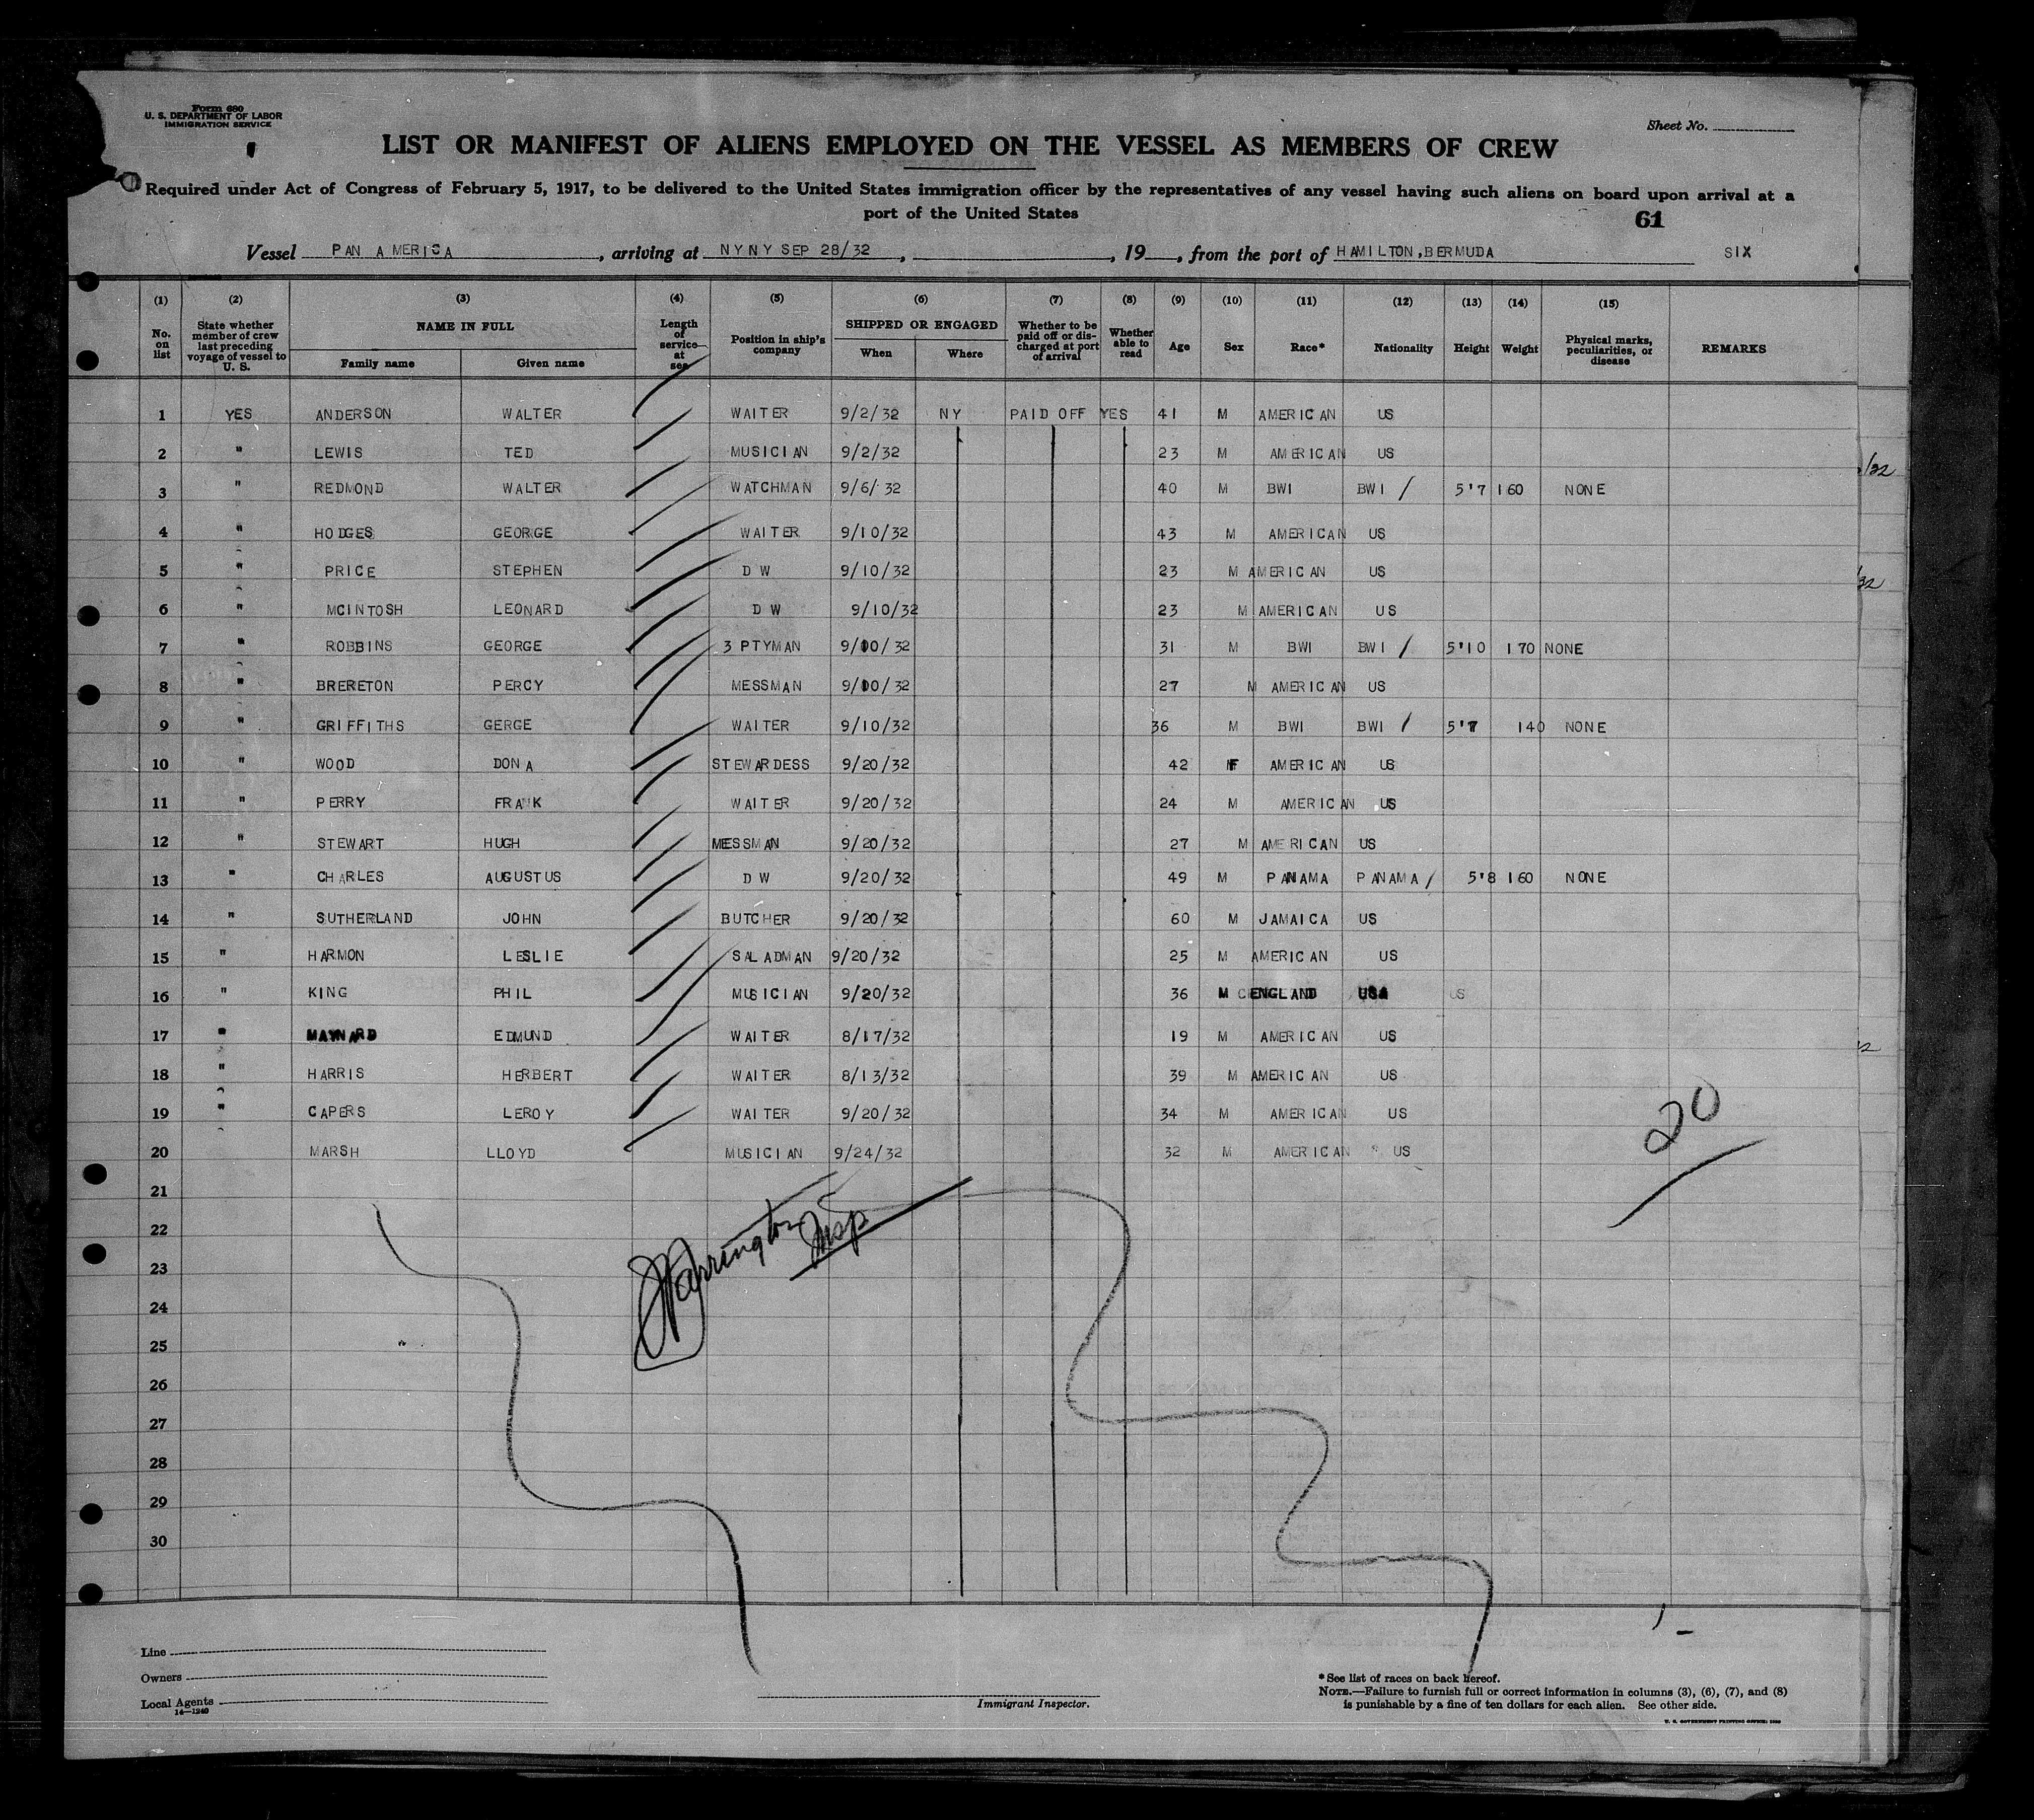 Form 680
U. S. DEPARTMENT OF LABOR
IMMIGRATION SERVICE
Sheet No.
LIST OR MANIFEST OF ALIENS EMPLOYED ON THE VESSEL AS MEMBERS OF CREW
Required under Act of Congress of February 5, 1917, to be delivered to the United States immigration officer by the representatives of any vessel having such aliens on board upon arrival at a
port of the United States
61
Vessel PAN AMERICA, arriving at NYNY SEP 28/32, , 19 , from the port of HAMILTON, BERMUDA SIX
(1) (2) (3) (4) (5) (6) (7) (8) (9) (10) (11) (12) (13) (14) (15)
No. on list State whether member of crew last preceding voyage of vessel to U. S. NAME IN FULL Family name Given name Length of service at sea Position in ship's company SHIPPED OR ENGAGED When Where Whether to be paid off or discharged at port of arrival Whether able to read Age Sex Race* Nationality Height Weight Physical marks, peculiarities, or disease REMARKS
1 YES ANDERSON WALTER WAITER 9/2/32 NY PAID OFF YES 41 M AMERICAN US
2 " LEWIS TED MUSICIAN 9/2/32 23 M AMERICAN US
3 " REDMOND WALTER WATCHMAN 9/6/32 40 M BWI BWI / 5'7 160 NONE
4 " HODGES GEORGE WAITER 9/10/32 43 M AMERICAN US
5 " PRICE STEPHEN D W 9/10/32 23 M AMERICAN US
6 " MCINTOSH LEONARD D W 9/10/32 23 M AMERICAN US
7 " ROBBINS GEORGE 3 PTYMAN 9/10/32 31 M BWI BWI / 5'10 170 NONE
8 " BRERETON PERCY MESSMAN 9/10/32 27 M AMERICAN US
9 " GRIFFITHS GERGE WAITER 9/10/32 36 M BWI BWI / 5'7 140 NONE
10 " WOOD DONA STEWARDESS 9/20/32 42 F AMERICAN US
11 " PERRY FRANK WAITER 9/20/32 24 M AMERICAN US
12 " STEWART HUGH MESSMAN 9/20/32 27 M AMERICAN US
13 " CHARLES AUGUSTUS D W 9/20/32 49 M PANAMA PANAMA / 5'8 160 NONE
14 " SUTHERLAND JOHN BUTCHER 9/20/32 60 M JAMAICA US
15 " HARMON LESLIE SALADMAN 9/20/32 25 M AMERICAN US
16 " KING PHIL MUSICIAN 9/20/32 36 M ENGLAND USA US
17 " MAYNARD EDMUND WAITER 8/17/32 19 M AMERICAN US
18 " HARRIS HERBERT WAITER 8/13/32 39 M AMERICAN US
19 " CAPERS LEROY WAITER 9/20/32 34 M AMERICAN US
20 MARSH LLOYD MUSICIAN 9/24/32 32 M AMERICAN " US
20
21
22
23
24
25
26
27
28
29
30
Harrington Insp
Line
Owners
Local Agents
14—1240
Immigrant Inspector.
*See list of races on back hereof.
NOTE.—Failure to furnish full or correct information in columns (3), (6), (7), and (8)
is punishable by a fine of ten dollars for each alien. See other side.